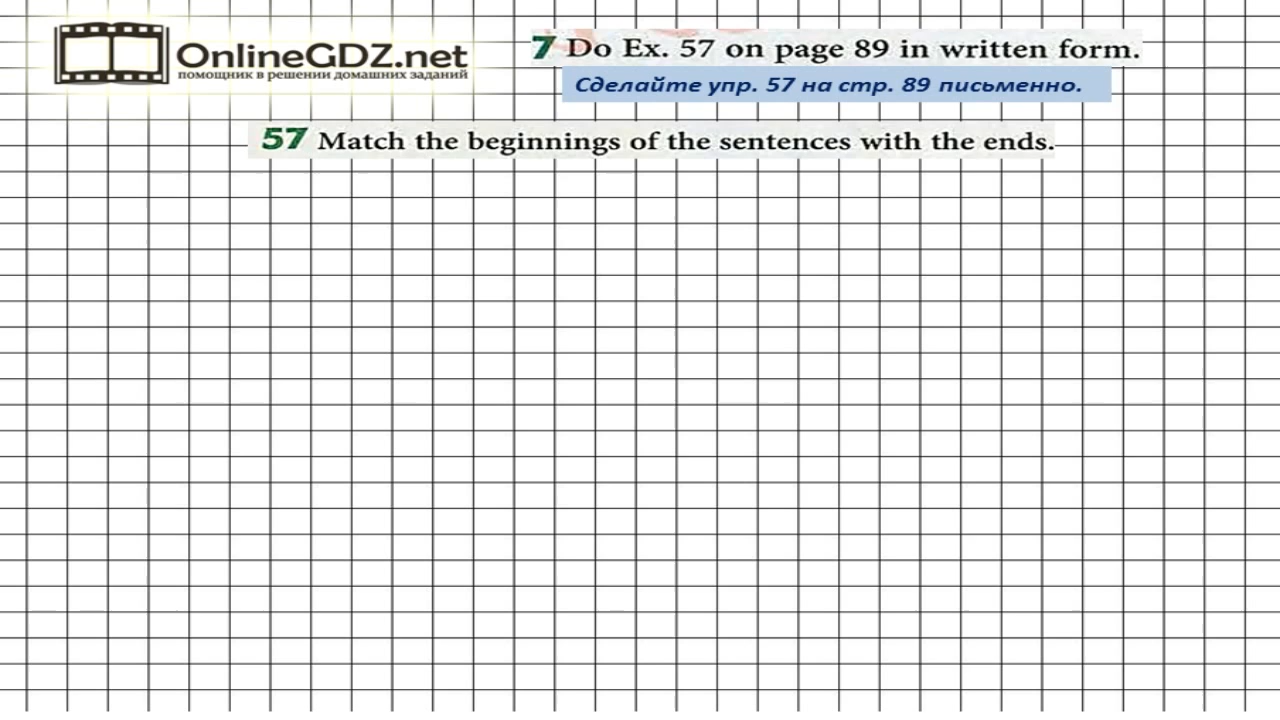 OnlineGDZ.net
помощник в решении домашних заданий
7 Do Ex. 57 on page 89 in written form.
Сделайте упр. 57 на стр. 89 письменно.
57 Match the beginnings of the sentences with the ends.